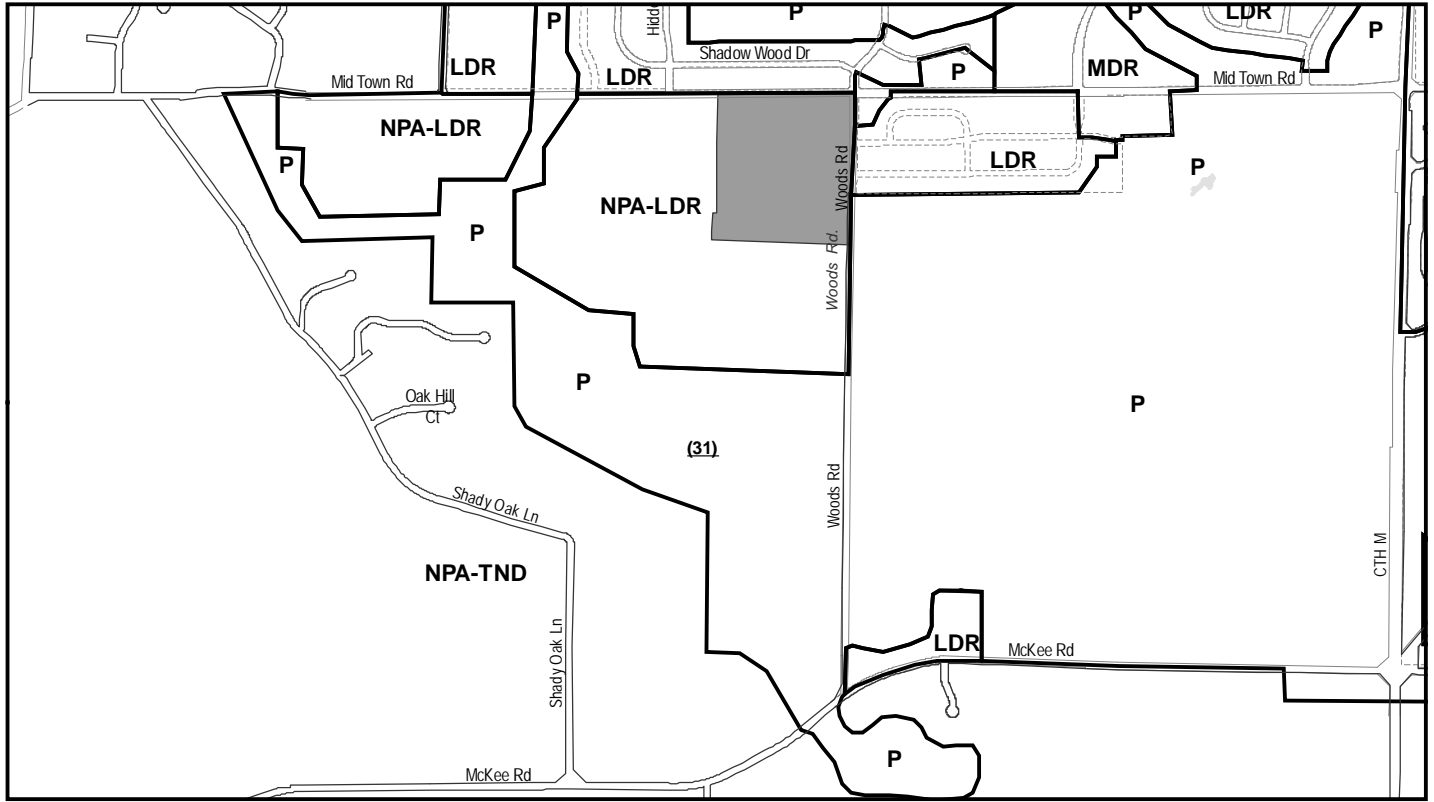 P
P
P
LDR
P
Hidde
Shadow Wood Dr
LDR
LDR
P
MDR
Mid Town Rd
Mid Town Rd
NPA-LDR
P
Woods Rd
LDR
P
NPA-LDR
P
Woods Rd.
P
Oak Hill
Ct
P
(31)
Shady Oak Ln
Woods Rd
CTH M
NPA-TND
Shady Oak Ln
LDR
McKee Rd
P
McKee Rd